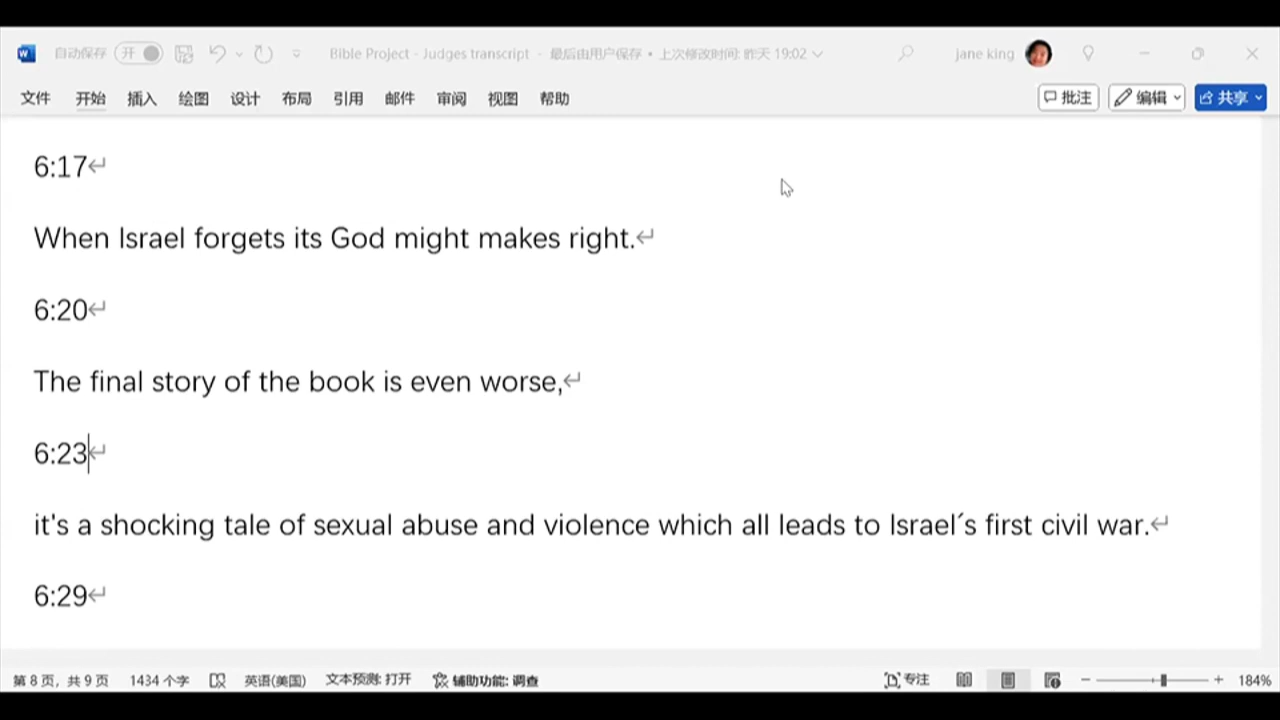 自动保存 开 Bible Project - Judges transcript - 最后由用户保存 • 上次修改时间: 昨天 19:02 jane king
文件 开始 插入 绘图 设计 布局 引用 邮件 审阅 视图 帮助 批注 编辑 共享
6:17↵
When Israel forgets its God might makes right.↵
6:20↵
The final story of the book is even worse,↵
6:23↵
it's a shocking tale of sexual abuse and violence which all leads to Israel´s first civil war.↵
6:29↵
第 8 页，共 9 页 1434 个字 英语(美国) 文本预测: 打开 辅助功能: 调查 专注 184%